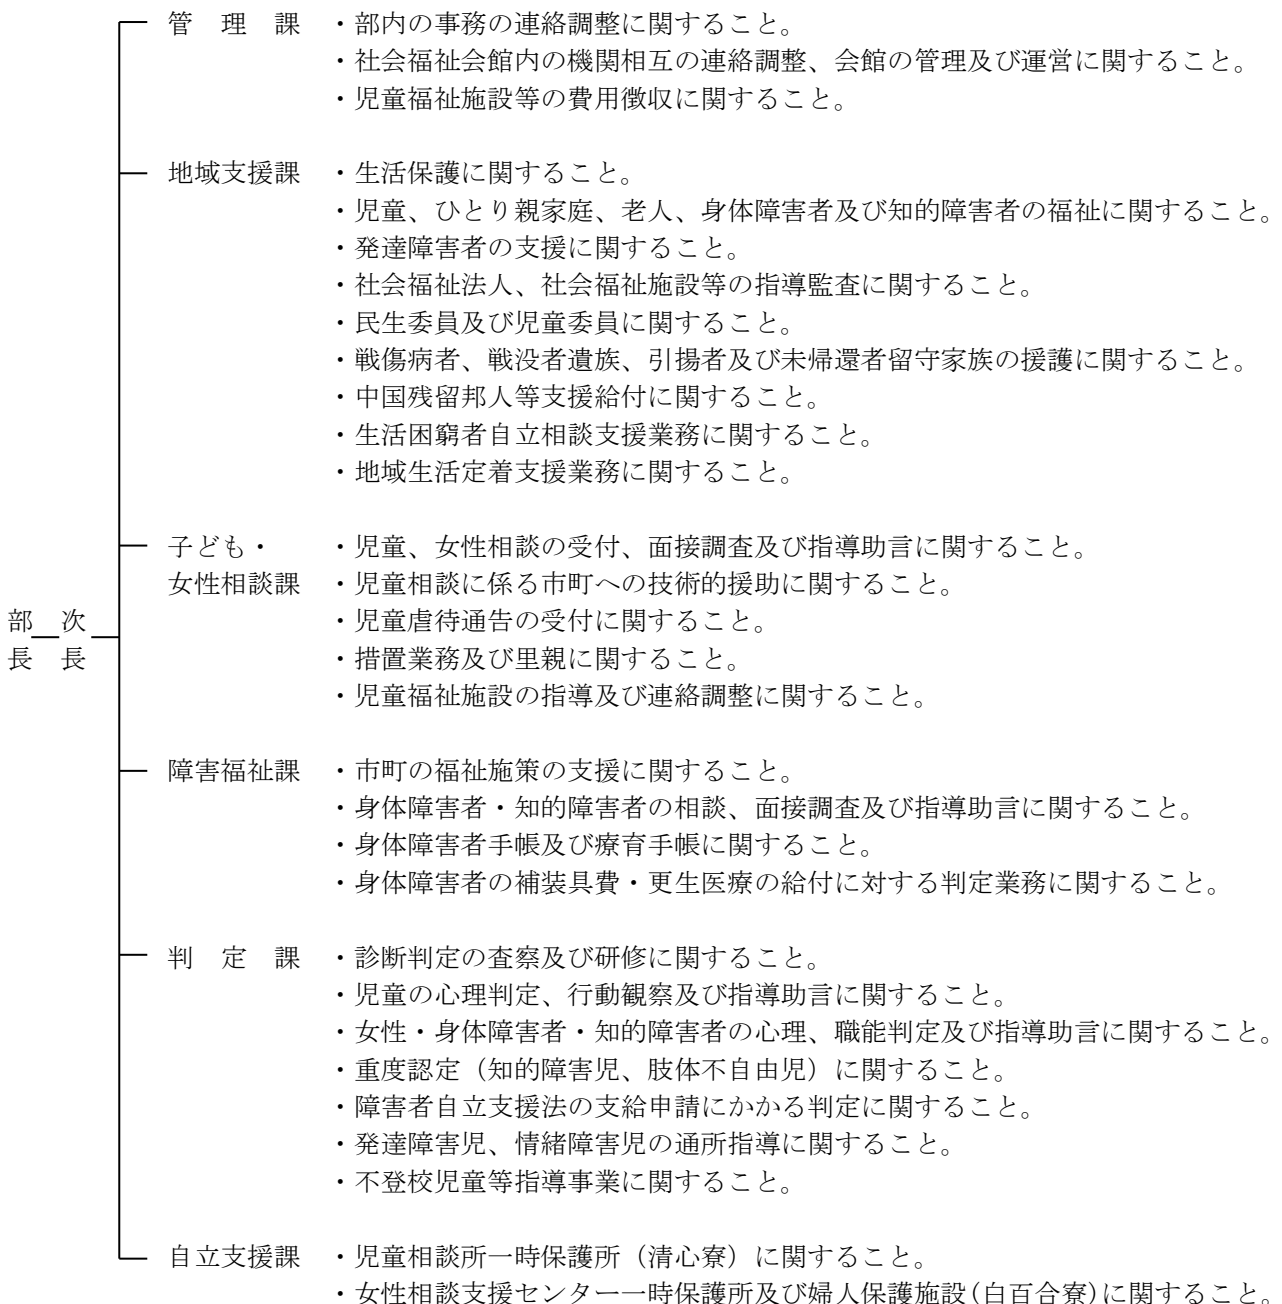 管　理　課　・部内の事務の連絡調整に関すること。
・社会福祉会館内の機関相互の連絡調整、会館の管理及び運営に関すること。
・児童福祉施設等の費用徴収に関すること。
地域支援課　・生活保護に関すること。
・児童、ひとり親家庭、老人、身体障害者及び知的障害者の福祉に関すること。
・発達障害者の支援に関すること。
・社会福祉法人、社会福祉施設等の指導監査に関すること。
・民生委員及び児童委員に関すること。
・戦傷病者、戦没者遺族、引揚者及び未帰還者留守家族の援護に関すること。
・中国残留邦人等支援給付に関すること。
・生活困窮者自立相談支援業務に関すること。
・地域生活定着支援業務に関すること。
子ども・　・児童、女性相談の受付、面接調査及び指導助言に関すること。
女性相談課　・児童相談に係る市町への技術的援助に関すること。
部　次　・児童虐待通告の受付に関すること。
長　長　・措置業務及び里親に関すること。
・児童福祉施設の指導及び連絡調整に関すること。
障害福祉課　・市町の福祉施策の支援に関すること。
・身体障害者・知的障害者の相談、面接調査及び指導助言に関すること。
・身体障害者手帳及び療育手帳に関すること。
・身体障害者の補装具費・更生医療の給付に対する判定業務に関すること。
判　定　課　・診断判定の査察及び研修に関すること。
・児童の心理判定、行動観察及び指導助言に関すること。
・女性・身体障害者・知的障害者の心理、職能判定及び指導助言に関すること。
・重度認定（知的障害児、肢体不自由児）に関すること。
・障害者自立支援法の支給申請にかかる判定に関すること。
・発達障害児、情緒障害児の通所指導に関すること。
・不登校児童等指導事業に関すること。
自立支援課　・児童相談所一時保護所（清心寮）に関すること。
・女性相談支援センター一時保護所及び婦人保護施設(白百合寮)に関すること。